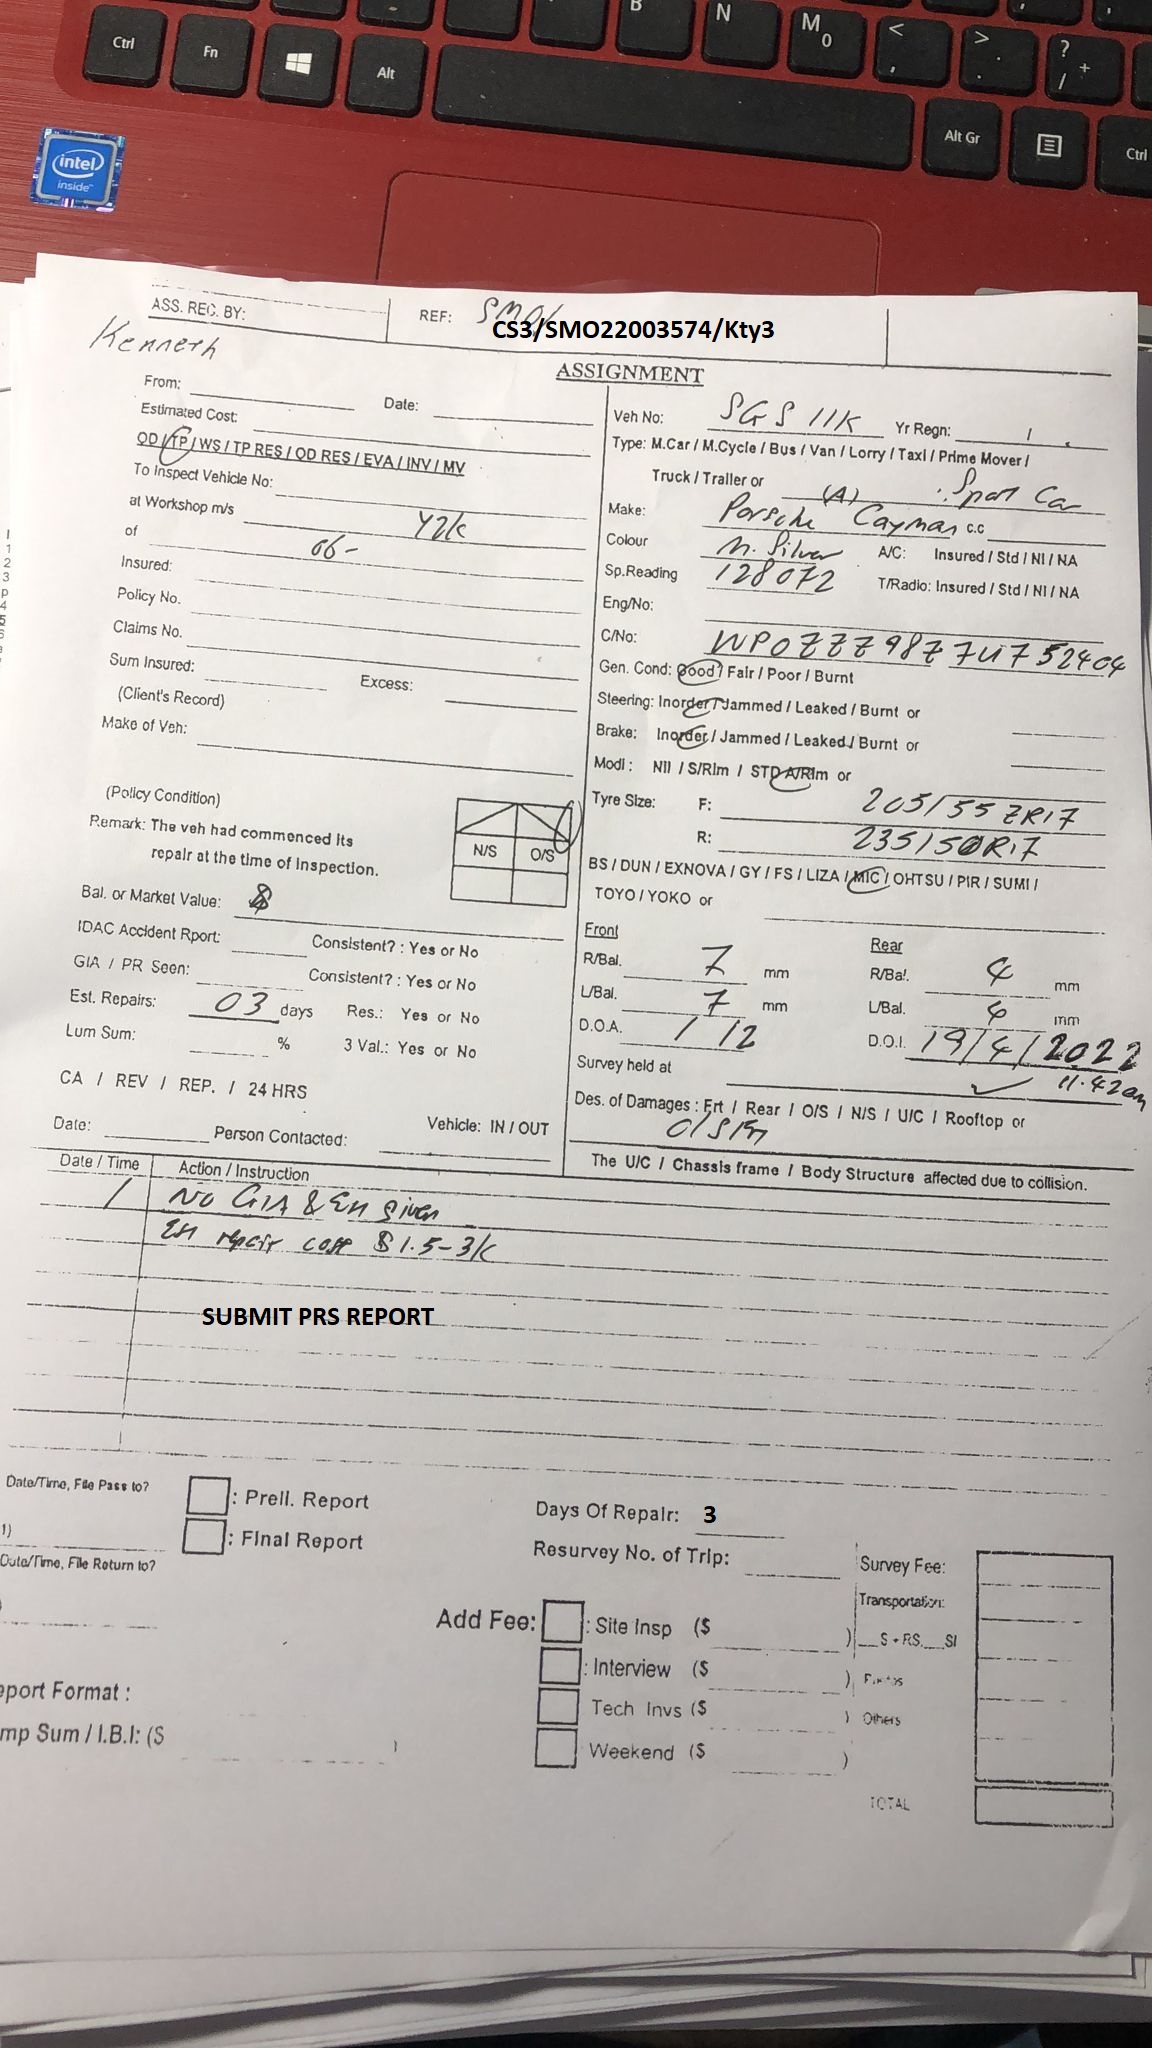 B N M 0 < , > . ? / +
Ctrl Fn Alt Alt Gr Ctrl
intel
inside
ASS. REC. BY: REF: SMO/
CS3/SMO22003574/Kty3
Kenneth
ASSIGNMENT
From: Date:
Estimated Cost:
OD / TP / WS / TP RES / OD RES / EVA / INV / MV
To Inspect Vehicle No:
at Workshop m/s Y2K
of 06-
Insured:
Policy No.
Claims No.
Sum Insured: Excess:
(Client's Record)
Make of Veh:
(Policy Condition)
Remark: The veh had commenced its
repair at the time of inspection.
N/S O/S
Bal. or Market Value: $
IDAC Accident Rport: Consistent? : Yes or No
GIA / PR Seen: Consistent? : Yes or No
Est. Repairs: 03 days Res.: Yes or No
Lum Sum: % 3 Val.: Yes or No
CA / REV / REP. / 24 HRS
Date: Person Contacted: Vehicle: IN / OUT
Veh No: SGS 11K Yr Regn: /
Type: M.Car / M.Cycle / Bus / Van / Lorry / Taxi / Prime Mover /
Truck / Trailer or (A) Sport Car
Make: Porsche Cayman c.c
Colour M. Silver A/C: Insured / Std / NI / NA
Sp.Reading 128072 T/Radio: Insured / Std / NI / NA
Eng/No:
C/No: WP0ZZZ98Z7U752404
Gen. Cond: Good / Fair / Poor / Burnt
Steering: Inorder / Jammed / Leaked / Burnt or
Brake: Inorder / Jammed / Leaked / Burnt or
Modi : Nil / S/Rim / STD A/Rim or
Tyre Size: F: 205/55ZR17
R: 235/50R17
BS / DUN / EXNOVA / GY / FS / LIZA / MIC / OHTSU / PIR / SUMI /
TOYO / YOKO or
Front Rear
R/Bal. 7 mm R/Bal. 4 mm
L/Bal. 7 mm L/Bal. 4 mm
D.O.A. / 12 D.O.I. 19/4/2022
Survey held at 11.42am
Des. of Damages : Frt / Rear / O/S / N/S / U/C / Rooftop or
O/S/Fr
The U/C / Chassis frame / Body Structure affected due to collision.
Date / Time Action / Instruction
/ No GIA & Est given
Est repair cost $1.5-3K
SUBMIT PRS REPORT
Date/Time, File Pass to?
: Preli. Report
1)
: Final Report
Date/Time, File Return to?
Days Of Repair: 3
Resurvey No. of Trip:
Survey Fee:
Transportation:
Add Fee: : Site Insp ($ ) S + RS. SI
: Interview ($ )
Tech Invs ($ ) Others
Weekend ($ )
TOTAL
eport Format :
mp Sum / I.B.I: ($ )